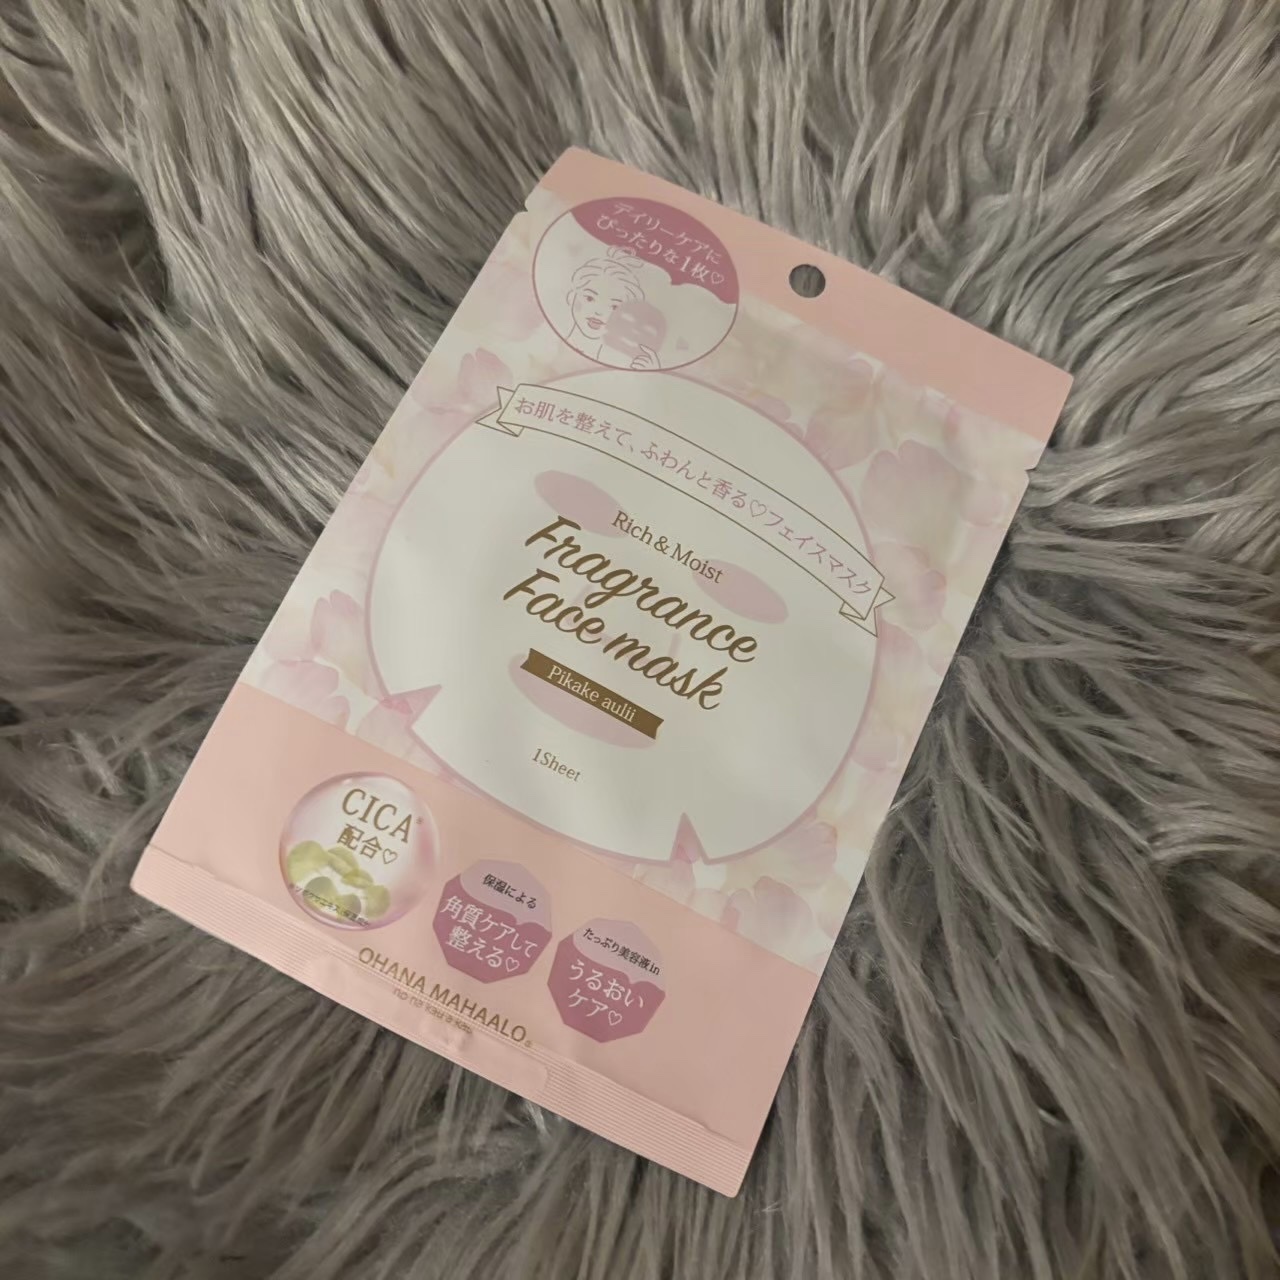 デイリーケアに
ぴったりな1枚♡
お肌を整えて、ふわんと香る♡フェイスマスク
Rich & Moist
Fragrance
Face mask
Pikake aulii
1Sheet
CICA※
配合♡
保湿による
角質ケアして
整える♡
たっぷり美容液in
うるおい
ケア♡
OHANA MAHAALO®